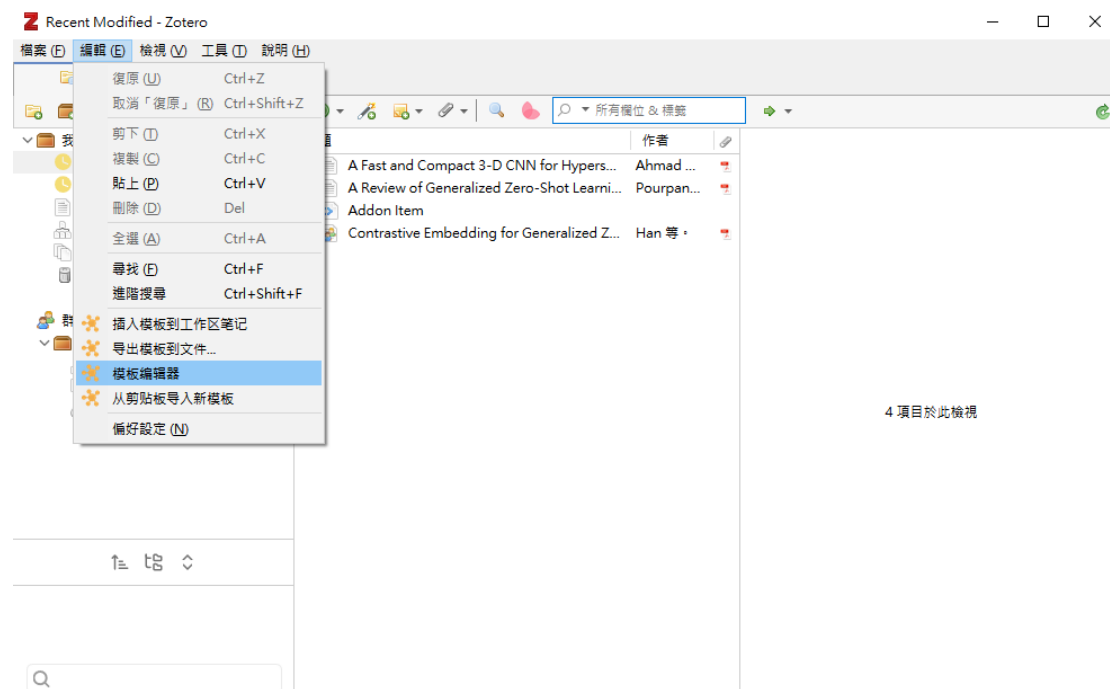 Recent Modified - Zotero
檔案 (F) 編輯 (E) 檢視 (V) 工具 (T) 說明 (H)
復原 (U) Ctrl+Z
取消「復原」 (R) Ctrl+Shift+Z
剪下 (T) Ctrl+X
複製 (C) Ctrl+C
貼上 (P) Ctrl+V
刪除 (D) Del
全選 (A) Ctrl+A
尋找 (F) Ctrl+F
進階搜尋 Ctrl+Shift+F
插入模板到工作区笔记
导出模板到文件...
模板编辑器
从剪贴板导入新模板
偏好設定 (N)
我
群
所有欄位 & 標籤
作者
A Fast and Compact 3-D CNN for Hypers... Ahmad ...
A Review of Generalized Zero-Shot Learni... Pourpan...
Addon Item
Contrastive Embedding for Generalized Z... Han 等。
4 項目於此檢視